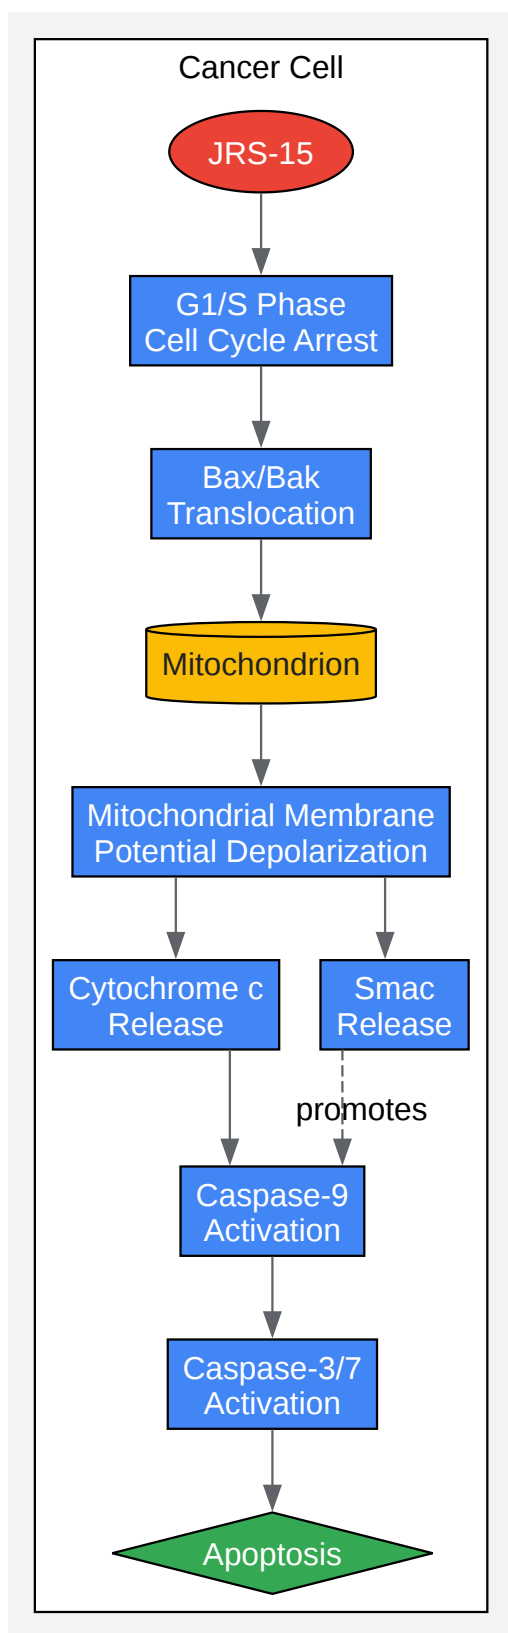 Cancer Cell
JRS-15
G1/S Phase
Cell Cycle Arrest
Bax/Bak
Translocation
Mitochondrion
Mitochondrial Membrane
Potential Depolarization
Cytochrome c
Release
Smac
Release
promotes
Caspase-9
Activation
Caspase-3/7
Activation
Apoptosis